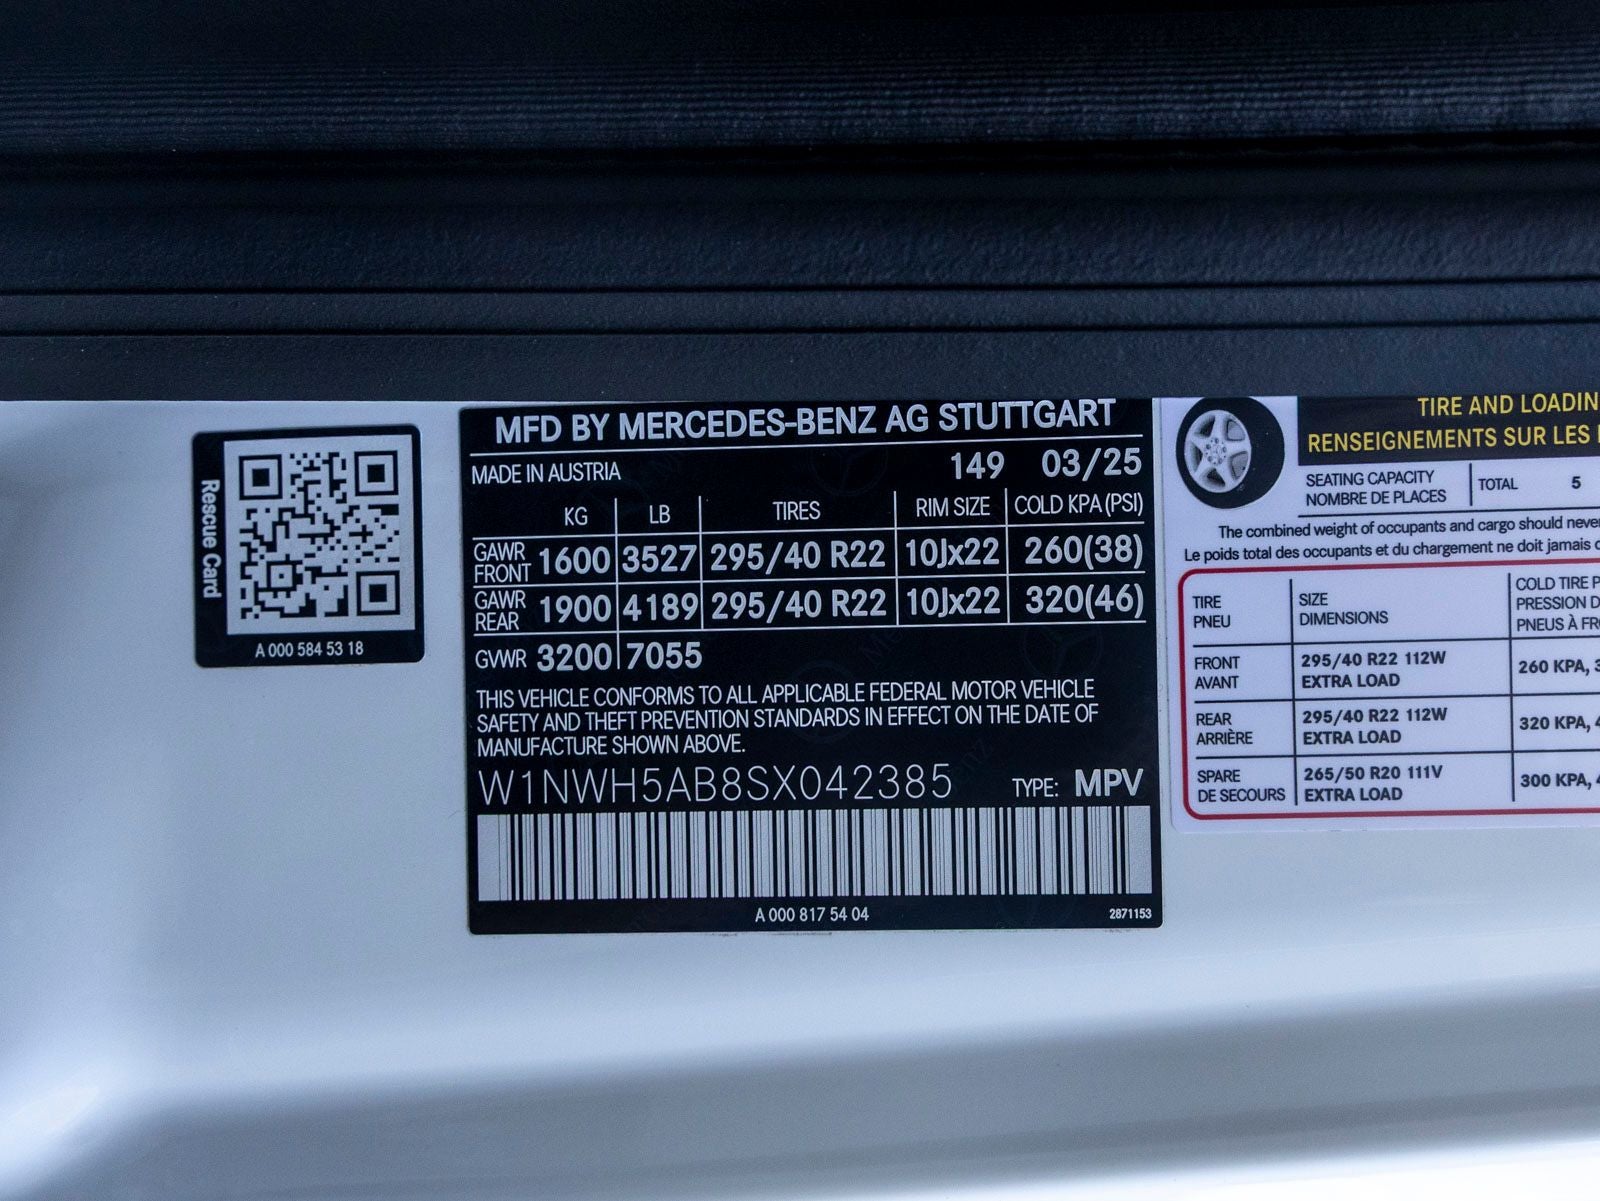 Rescue Card
A 000 584 53 18
MFD BY MERCEDES-BENZ AG STUTTGART
MADE IN AUSTRIA 149 03/25
KG LB TIRES RIM SIZE COLD KPA (PSI)
GAWR FRONT 1600 3527 295/40 R22 10Jx22 260(38)
GAWR REAR 1900 4189 295/40 R22 10Jx22 320(46)
GVWR 3200 7055
THIS VEHICLE CONFORMS TO ALL APPLICABLE FEDERAL MOTOR VEHICLE
SAFETY AND THEFT PREVENTION STANDARDS IN EFFECT ON THE DATE OF
MANUFACTURE SHOWN ABOVE.
W1NWH5AB8SX042385 TYPE: MPV
A 000 817 54 04 2871153
TIRE AND LOADIN
RENSEIGNEMENTS SUR LES
SEATING CAPACITY
NOMBRE DE PLACES
TOTAL 5
The combined weight of occupants and cargo should never
Le poids total des occupants et du chargement ne doit jamais
TIRE
PNEU
SIZE
DIMENSIONS
COLD TIRE P
PRESSION D
PNEUS À FR
FRONT
AVANT
295/40 R22 112W
EXTRA LOAD
260 KPA, 3
REAR
ARRIÈRE
295/40 R22 112W
EXTRA LOAD
320 KPA, 4
SPARE
DE SECOURS
265/50 R20 111V
EXTRA LOAD
300 KPA, 4